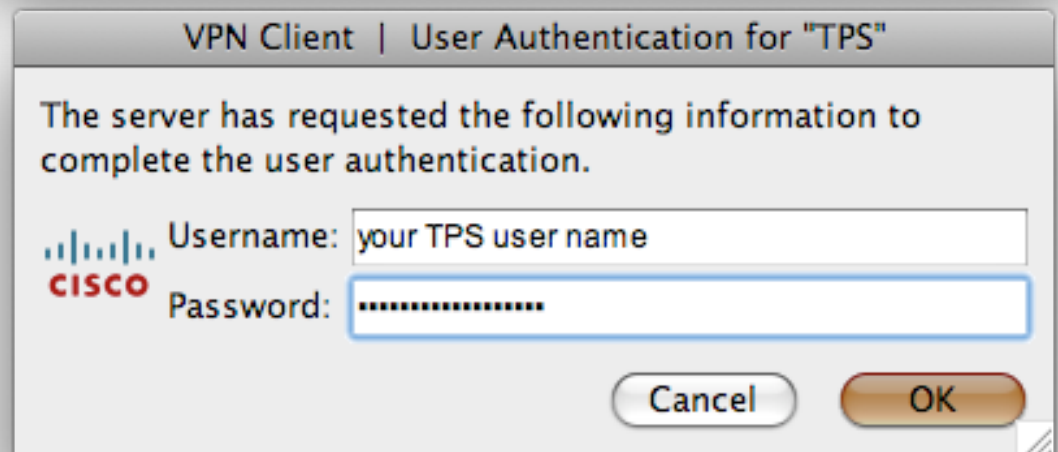 VPN Client | User Authentication for "TPS"
The server has requested the following information to
complete the user authentication.
Username: your TPS user name
CISCO
Password: ••••••••••••••••••
Cancel OK